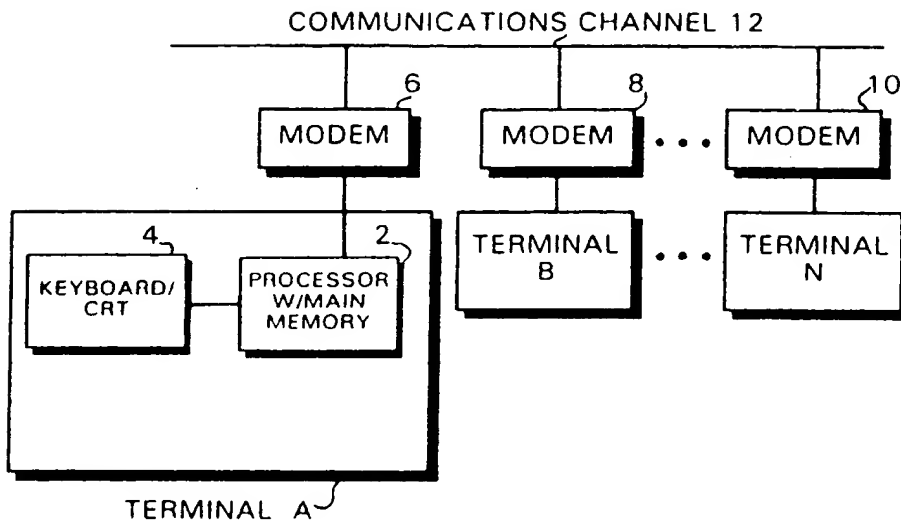 COMMUNICATIONS CHANNEL 12
6
MODEM
8
MODEM
10
MODEM
4
KEYBOARD/
CRT
2
PROCESSOR
W/MAIN
MEMORY
TERMINAL
B
TERMINAL
N
TERMINAL A